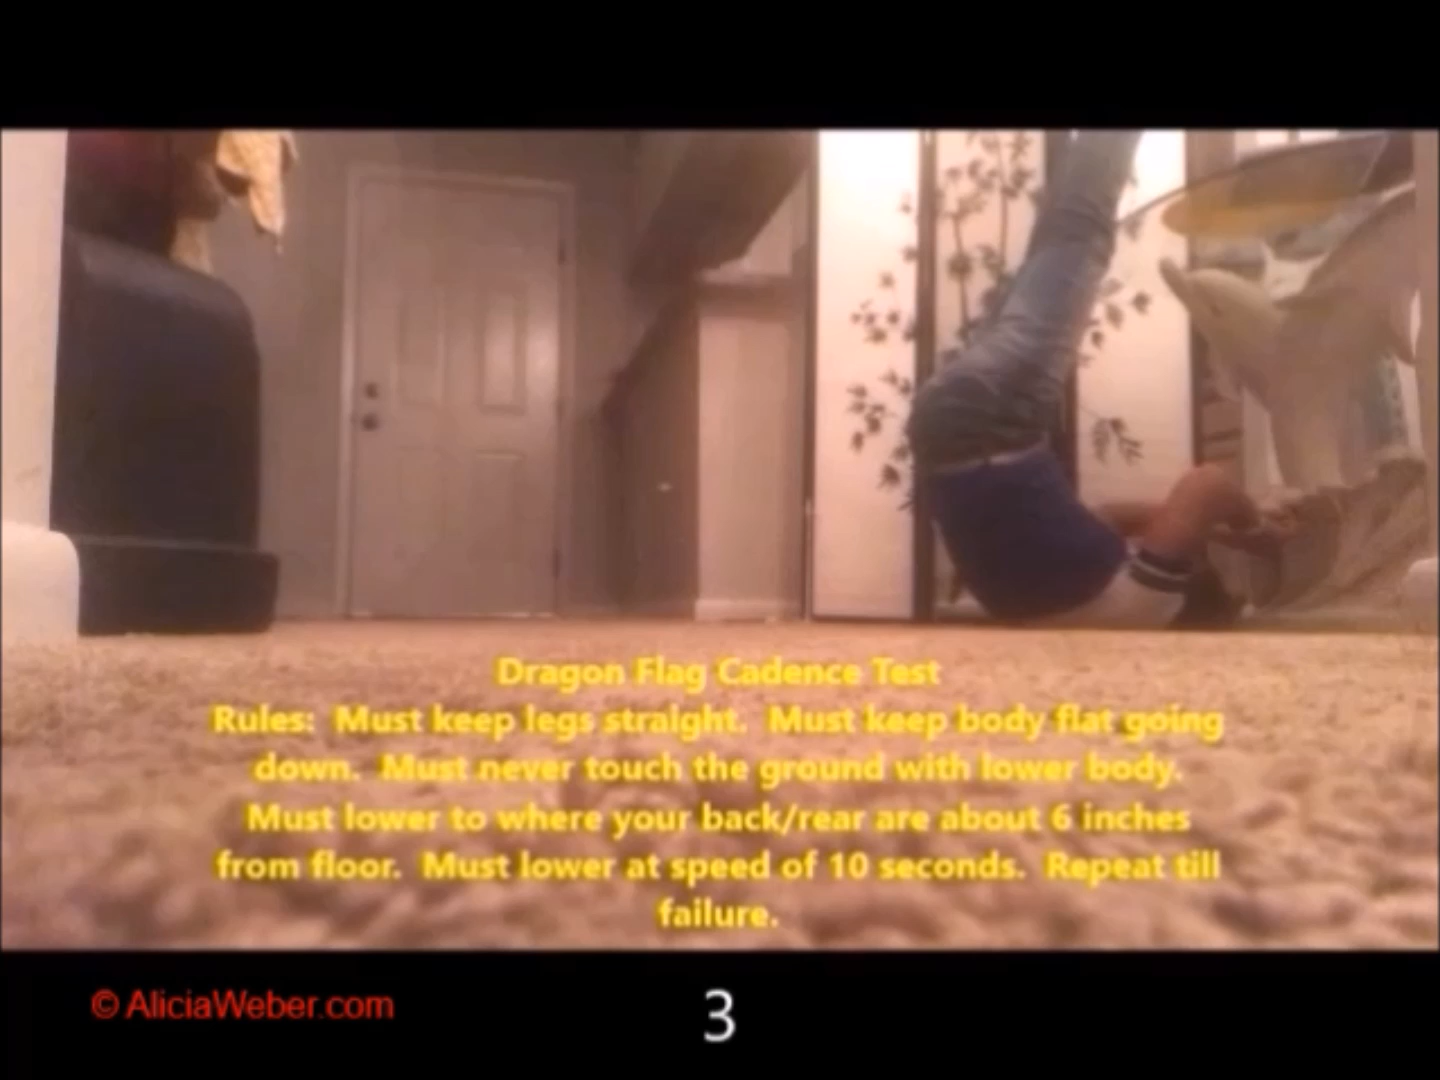 Dragon Flag Cadence Test
Rules:  Must keep legs straight.  Must keep body flat going
down.  Must never touch the ground with lower body.
Must lower to where your back/rear are about 6 inches
from floor.  Must lower at speed of 10 seconds.  Repeat till
failure.
© AliciaWeber.com
3